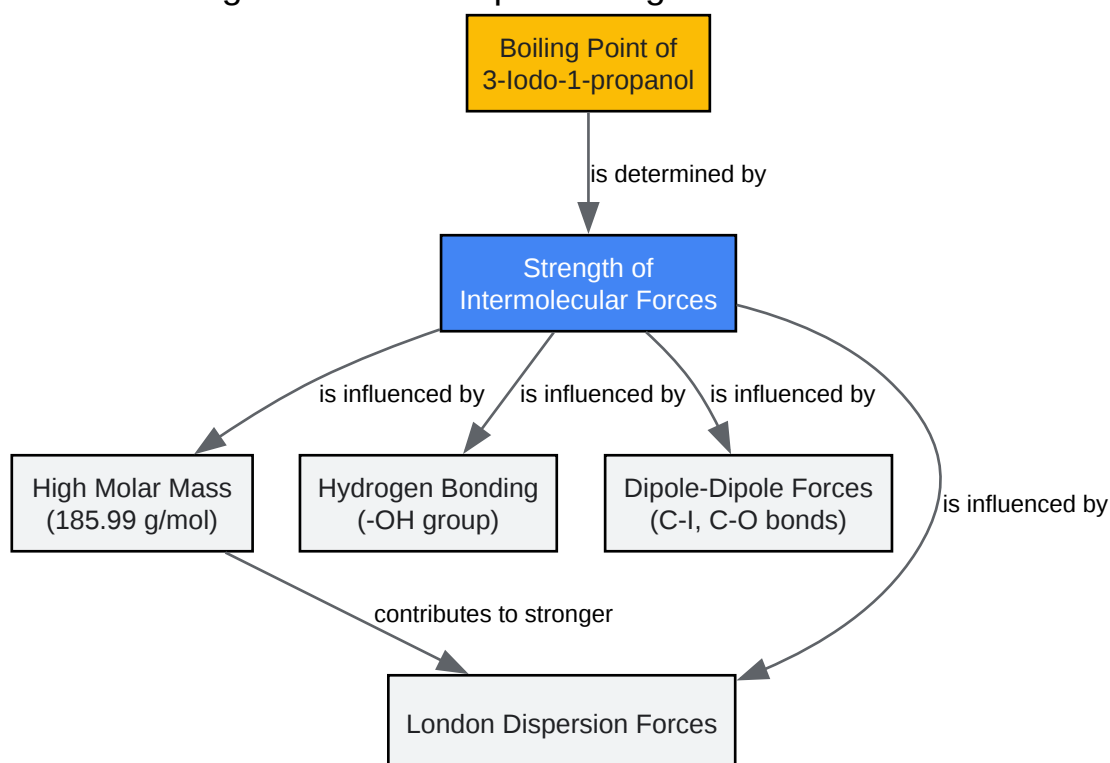 Boiling Point of
3-Iodo-1-propanol
is determined by
Strength of
Intermolecular Forces
is influenced by
is influenced by
is influenced by
High Molar Mass
(185.99 g/mol)
Hydrogen Bonding
(-OH group)
Dipole-Dipole Forces
(C-I, C-O bonds)
is influenced by
contributes to stronger
London Dispersion Forces